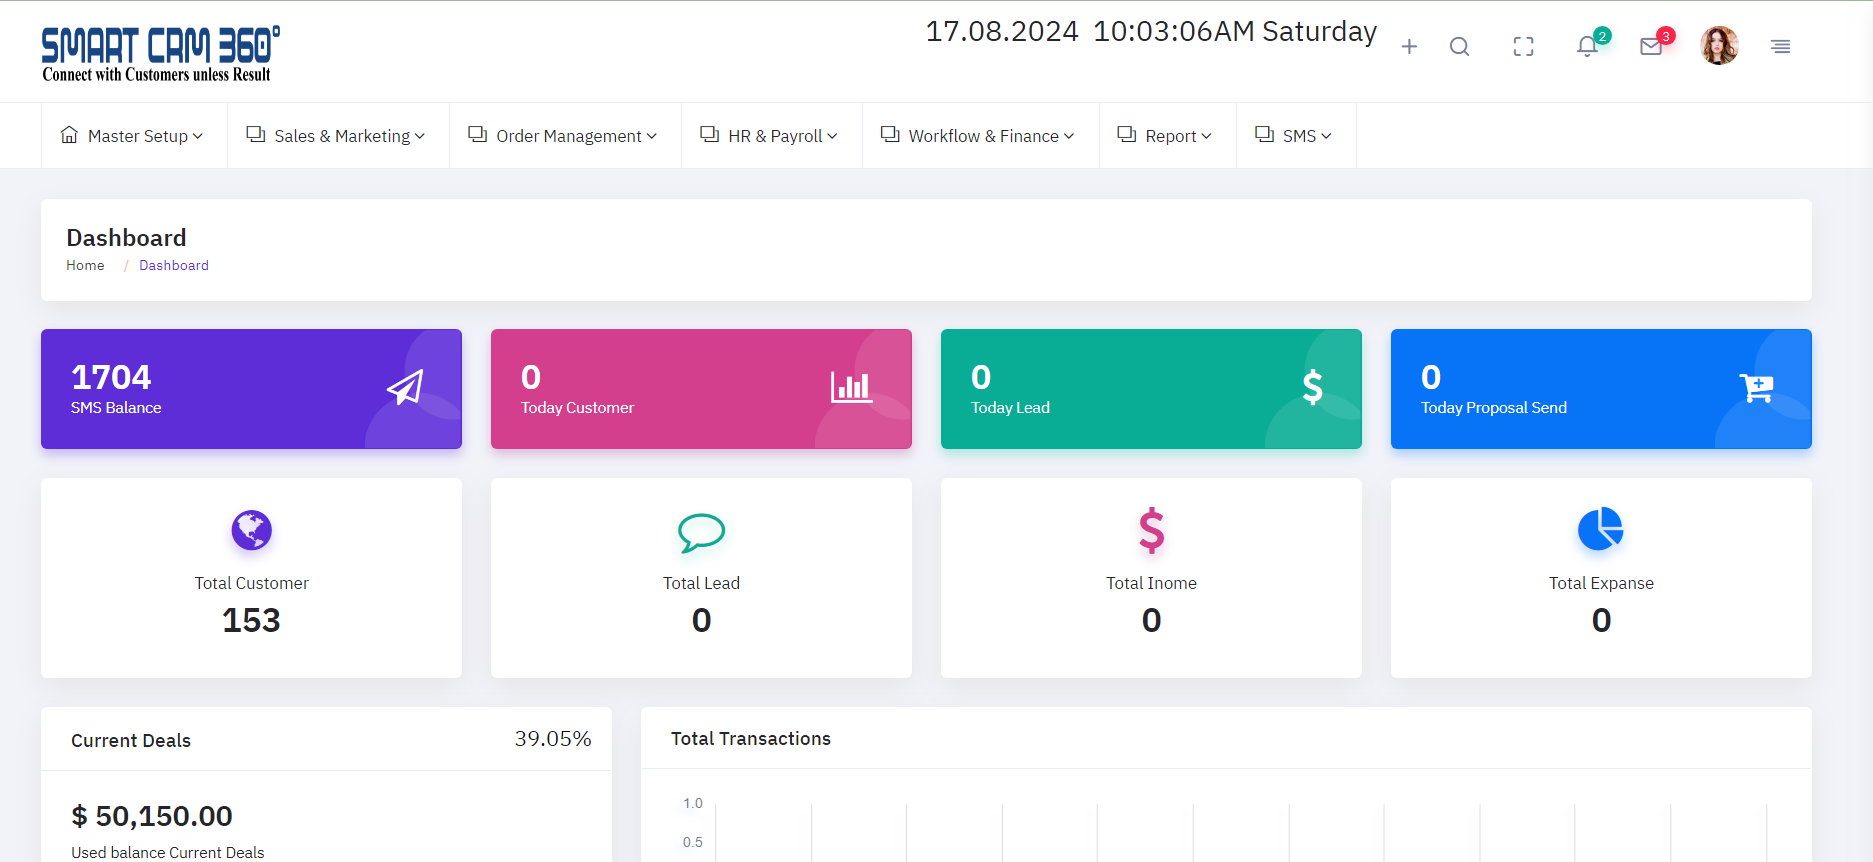 SMART CRM 360°
Connect with Customers unless Result
17.08.2024 10:03:06AM Saturday
2
3
Master Setup
Sales & Marketing
Order Management
HR & Payroll
Workflow & Finance
Report
SMS
Dashboard
Home / Dashboard
1704
SMS Balance
0
Today Customer
0
Today Lead
0
Today Proposal Send
Total Customer
153
Total Lead
0
Total Inome
0
Total Expanse
0
Current Deals
39.05%
$ 50,150.00
Used balance Current Deals
Total Transactions
1.0
0.5